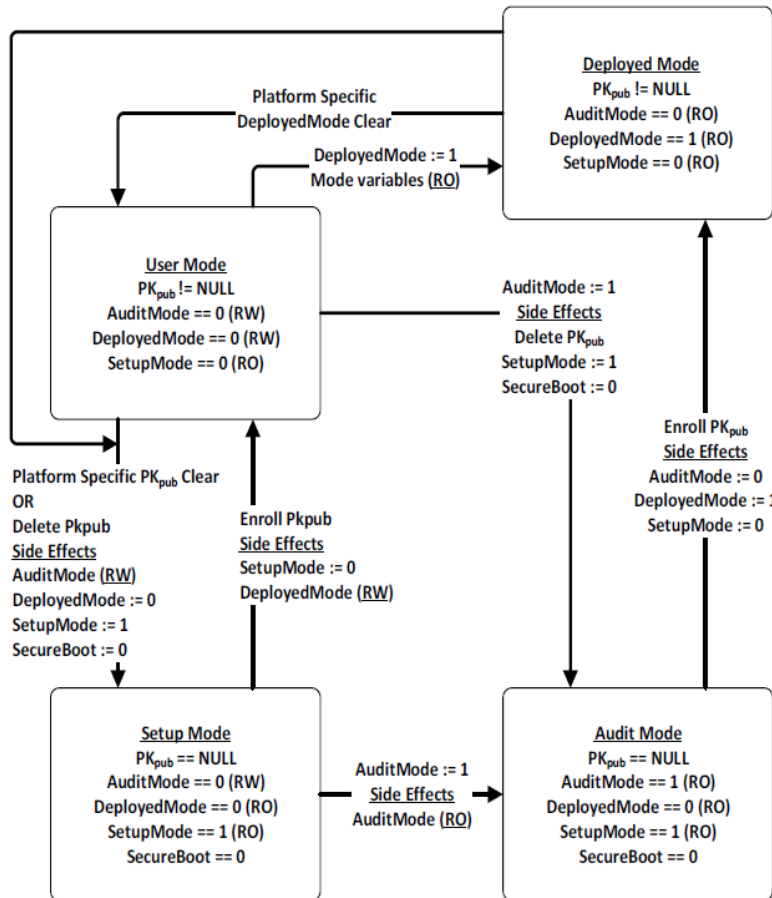 Deployed Mode
PKpub != NULL
AuditMode == 0 (RO)
DeployedMode == 1 (RO)
SetupMode == 0 (RO)
Platform Specific
DeployedMode Clear
DeployedMode := 1
Mode variables (RO)
User Mode
PKpub != NULL
AuditMode == 0 (RW)
DeployedMode == 0 (RW)
SetupMode == 0 (RO)
AuditMode := 1
Side Effects
Delete PKpub
SetupMode := 1
SecureBoot := 0
Enroll PKpub
Side Effects
AuditMode := 0
DeployedMode := 1
SetupMode := 0
Platform Specific PKpub Clear
OR
Delete Pkpub
Side Effects
AuditMode (RW)
DeployedMode := 0
SetupMode := 1
SecureBoot := 0
Enroll Pkpub
Side Effects
SetupMode := 0
DeployedMode (RW)
Setup Mode
PKpub == NULL
AuditMode == 0 (RW)
DeployedMode == 0 (RO)
SetupMode == 1 (RO)
SecureBoot == 0
AuditMode := 1
Side Effects
AuditMode (RO)
Audit Mode
PKpub == NULL
AuditMode == 1 (RO)
DeployedMode == 0 (RO)
SetupMode == 1 (RO)
SecureBoot == 0